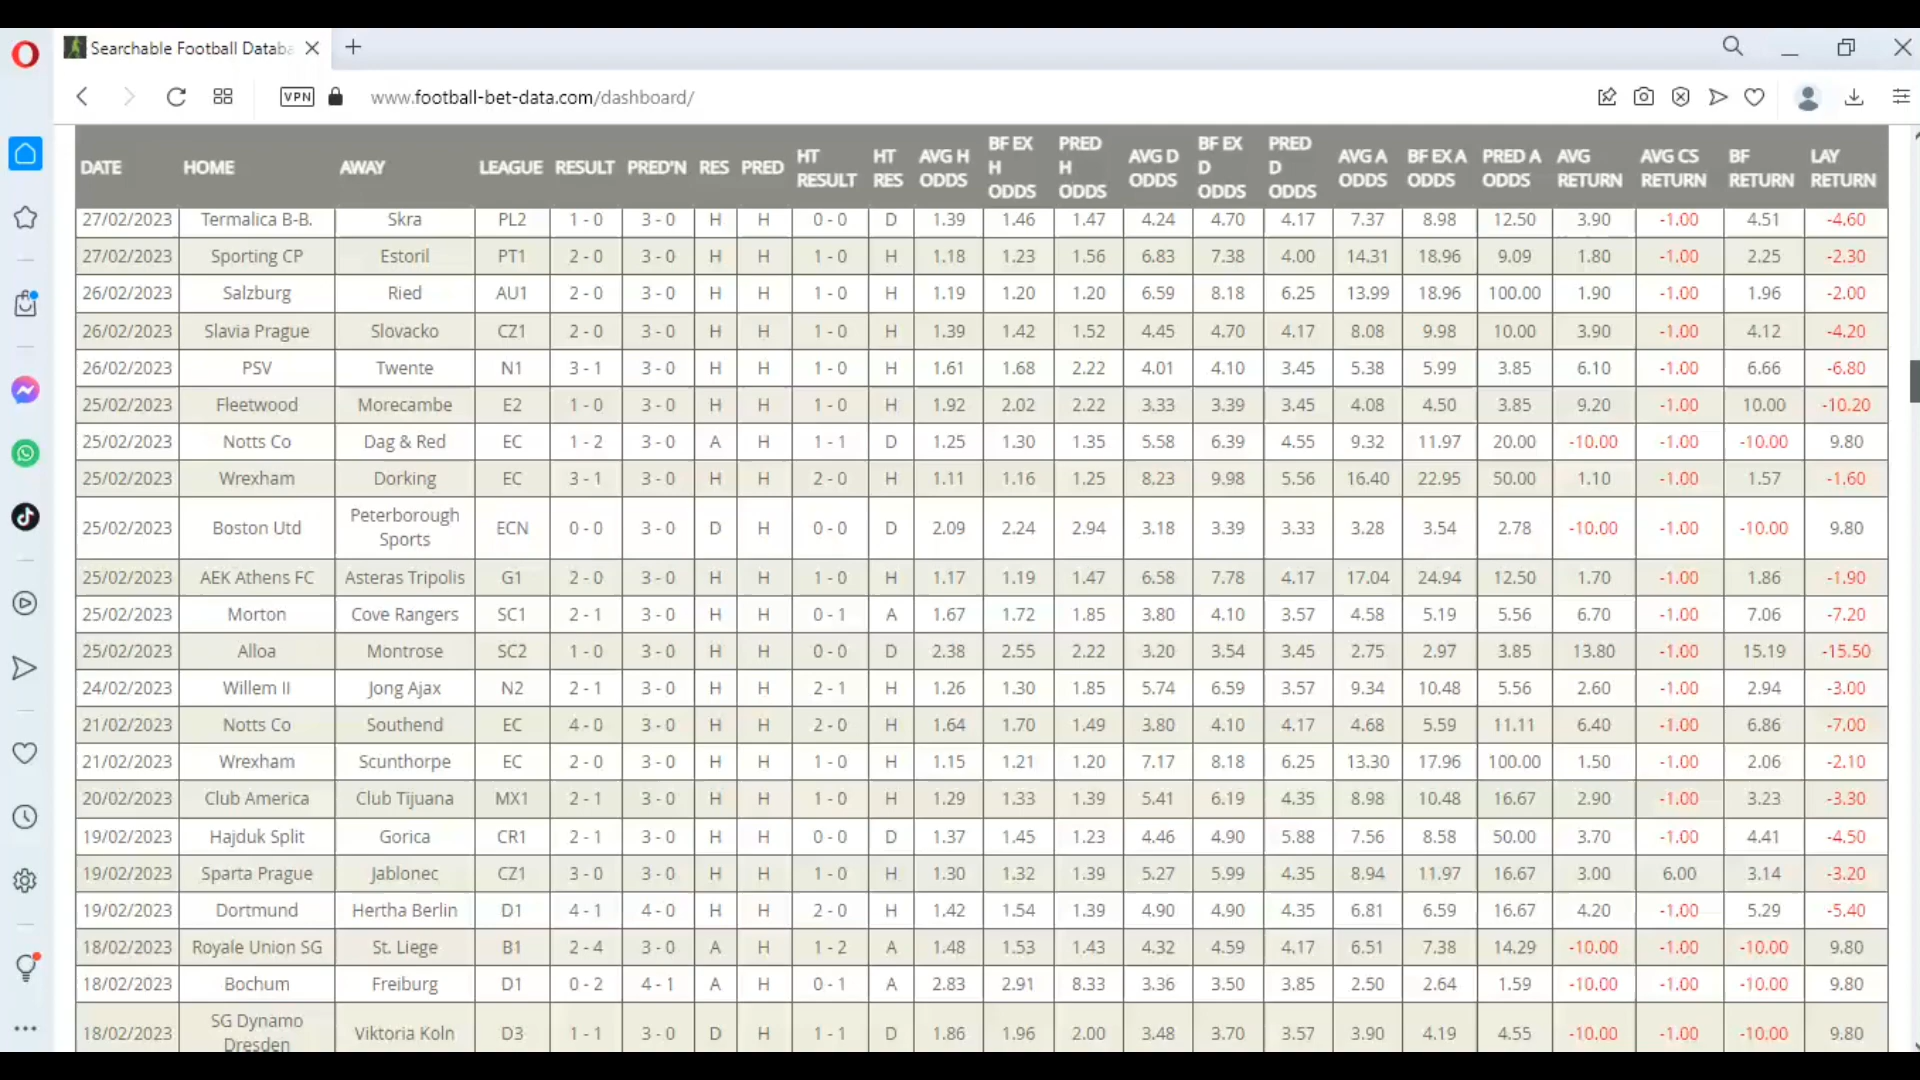 Searchable Football Databa
VPN
www.football-bet-data.com/dashboard/
DATE HOME AWAY LEAGUE RESULT PRED'N RES PRED HT RESULT HT RES AVG H ODDS BF EX H ODDS PRED H ODDS AVG D ODDS BF EX D ODDS PRED D ODDS AVG A ODDS BF EX A ODDS PRED A ODDS AVG RETURN AVG CS RETURN BF RETURN LAY RETURN
27/02/2023 Termalica B-B. Skra PL2 1 - 0 3 - 0 H H 0 - 0 D 1.39 1.46 1.47 4.24 4.70 4.17 7.37 8.98 12.50 3.90 -1.00 4.51 -4.60
27/02/2023 Sporting CP Estoril PT1 2 - 0 3 - 0 H H 1 - 0 H 1.18 1.23 1.56 6.83 7.38 4.00 14.31 18.96 9.09 1.80 -1.00 2.25 -2.30
26/02/2023 Salzburg Ried AU1 2 - 0 3 - 0 H H 1 - 0 H 1.19 1.20 1.20 6.59 8.18 6.25 13.99 18.96 100.00 1.90 -1.00 1.96 -2.00
26/02/2023 Slavia Prague Slovacko CZ1 2 - 0 3 - 0 H H 1 - 0 H 1.39 1.42 1.52 4.45 4.70 4.17 8.08 9.98 10.00 3.90 -1.00 4.12 -4.20
26/02/2023 PSV Twente N1 3 - 1 3 - 0 H H 1 - 0 H 1.61 1.68 2.22 4.01 4.10 3.45 5.38 5.99 3.85 6.10 -1.00 6.66 -6.80
25/02/2023 Fleetwood Morecambe E2 1 - 0 3 - 0 H H 1 - 0 H 1.92 2.02 2.22 3.33 3.39 3.45 4.08 4.50 3.85 9.20 -1.00 10.00 -10.20
25/02/2023 Notts Co Dag & Red EC 1 - 2 3 - 0 A H 1 - 1 D 1.25 1.30 1.35 5.58 6.39 4.55 9.32 11.97 20.00 -10.00 -1.00 -10.00 9.80
25/02/2023 Wrexham Dorking EC 3 - 1 3 - 0 H H 2 - 0 H 1.11 1.16 1.25 8.23 9.98 5.56 16.40 22.95 50.00 1.10 -1.00 1.57 -1.60
25/02/2023 Boston Utd Peterborough Sports ECN 0 - 0 3 - 0 D H 0 - 0 D 2.09 2.24 2.94 3.18 3.39 3.33 3.28 3.54 2.78 -10.00 -1.00 -10.00 9.80
25/02/2023 AEK Athens FC Asteras Tripolis G1 2 - 0 3 - 0 H H 1 - 0 H 1.17 1.19 1.47 6.58 7.78 4.17 17.04 24.94 12.50 1.70 -1.00 1.86 -1.90
25/02/2023 Morton Cove Rangers SC1 2 - 1 3 - 0 H H 0 - 1 A 1.67 1.72 1.85 3.80 4.10 3.57 4.58 5.19 5.56 6.70 -1.00 7.06 -7.20
25/02/2023 Alloa Montrose SC2 1 - 0 3 - 0 H H 0 - 0 D 2.38 2.55 2.22 3.20 3.54 3.45 2.75 2.97 3.85 13.80 -1.00 15.19 -15.50
24/02/2023 Willem II Jong Ajax N2 2 - 1 3 - 0 H H 2 - 1 H 1.26 1.30 1.85 5.74 6.59 3.57 9.34 10.48 5.56 2.60 -1.00 2.94 -3.00
21/02/2023 Notts Co Southend EC 4 - 0 3 - 0 H H 2 - 0 H 1.64 1.70 1.49 3.80 4.10 4.17 4.68 5.59 11.11 6.40 -1.00 6.86 -7.00
21/02/2023 Wrexham Scunthorpe EC 2 - 0 3 - 0 H H 1 - 0 H 1.15 1.21 1.20 7.17 8.18 6.25 13.30 17.96 100.00 1.50 -1.00 2.06 -2.10
20/02/2023 Club America Club Tijuana MX1 2 - 1 3 - 0 H H 1 - 0 H 1.29 1.33 1.39 5.41 6.19 4.35 8.98 10.48 16.67 2.90 -1.00 3.23 -3.30
19/02/2023 Hajduk Split Gorica CR1 2 - 1 3 - 0 H H 0 - 0 D 1.37 1.45 1.23 4.46 4.90 5.88 7.56 8.58 50.00 3.70 -1.00 4.41 -4.50
19/02/2023 Sparta Prague Jablonec CZ1 3 - 0 3 - 0 H H 1 - 0 H 1.30 1.32 1.39 5.27 5.99 4.35 8.94 11.97 16.67 3.00 6.00 3.14 -3.20
19/02/2023 Dortmund Hertha Berlin D1 4 - 1 4 - 0 H H 2 - 0 H 1.42 1.54 1.39 4.90 4.90 4.35 6.81 6.59 16.67 4.20 -1.00 5.29 -5.40
18/02/2023 Royale Union SG St. Liege B1 2 - 4 3 - 0 A H 1 - 2 A 1.48 1.53 1.43 4.32 4.59 4.17 6.51 7.38 14.29 -10.00 -1.00 -10.00 9.80
18/02/2023 Bochum Freiburg D1 0 - 2 4 - 1 A H 0 - 1 A 2.83 2.91 8.33 3.36 3.50 3.85 2.50 2.64 1.59 -10.00 -1.00 -10.00 9.80
18/02/2023 SG Dynamo Dresden Viktoria Koln D3 1 - 1 3 - 0 D H 1 - 1 D 1.86 1.96 2.00 3.48 3.70 3.57 3.90 4.19 4.55 -10.00 -1.00 -10.00 9.80